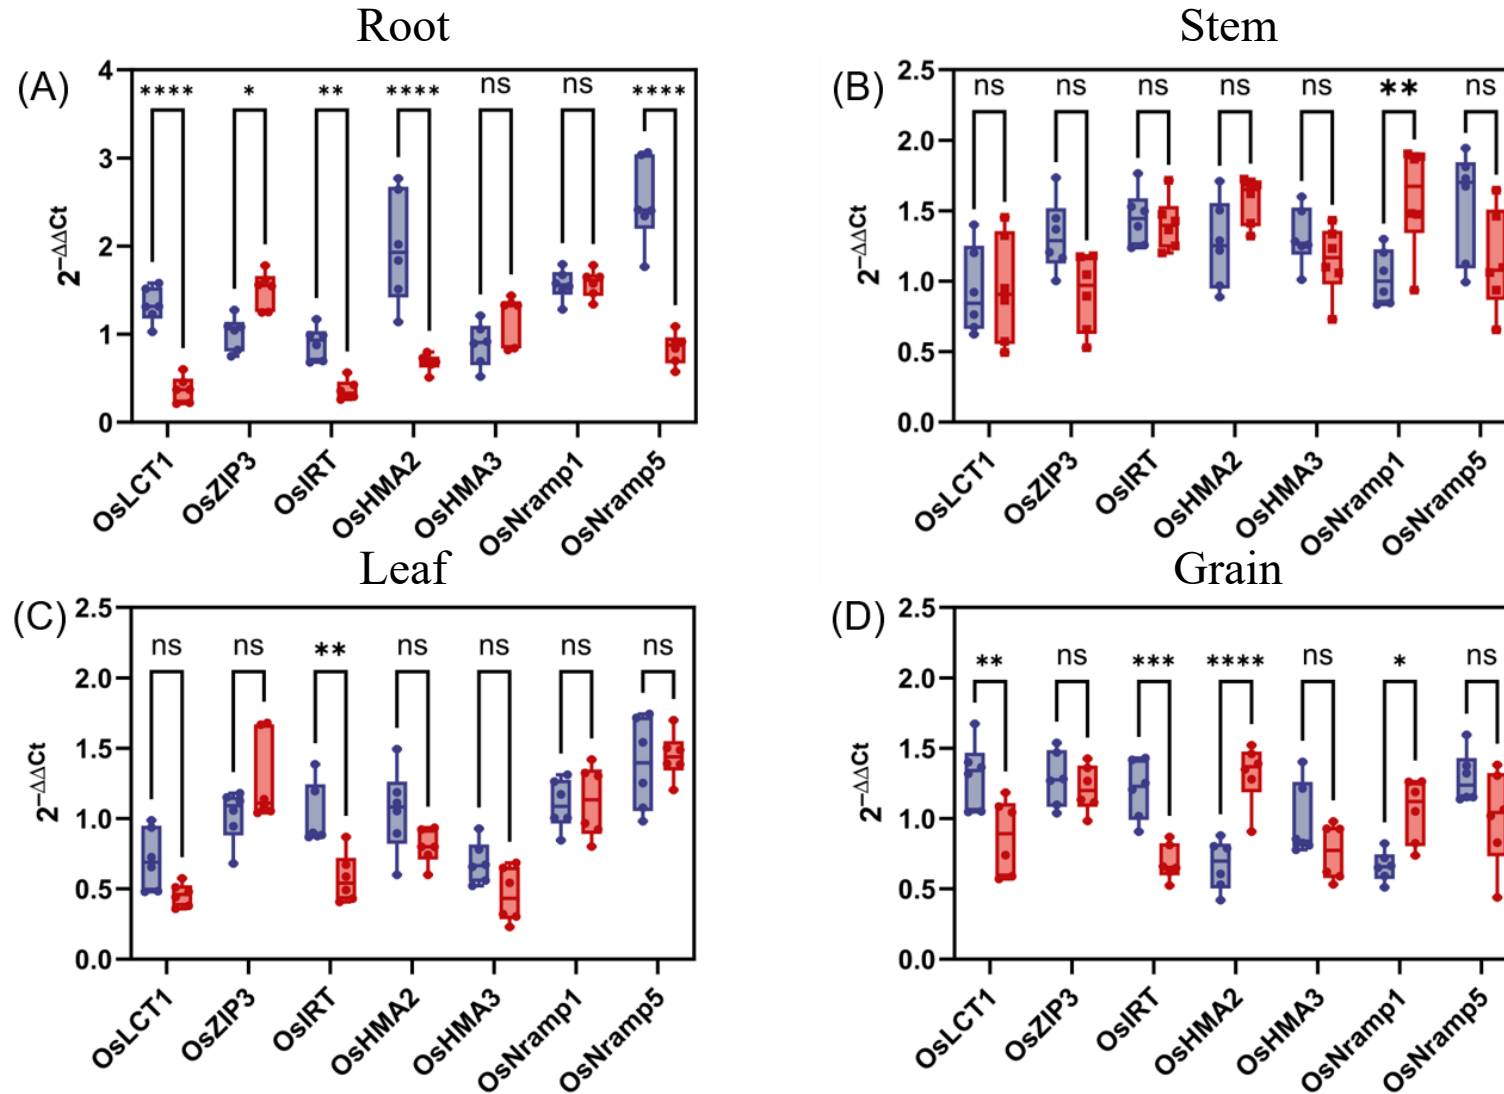 Root
(A)
**** * ** **** ns ns ****
4
3
2
1
0
2−ΔΔCt
OsLCT1 OsZIP3 OsIRT OsHMA2 OsHMA3 OsNramp1 OsNramp5
Stem
(B)
ns ns ns ns ns ** ns
2.5
2.0
1.5
1.0
0.5
0.0
2−ΔΔCt
OsLCT1 OsZIP3 OsIRT OsHMA2 OsHMA3 OsNramp1 OsNramp5
Leaf
(C)
ns ns ** ns ns ns ns
2.5
2.0
1.5
1.0
0.5
0.0
2−ΔΔCt
OsLCT1 OsZIP3 OsIRT OsHMA2 OsHMA3 OsNramp1 OsNramp5
Grain
(D)
** ns *** **** ns * ns
2.5
2.0
1.5
1.0
0.5
0.0
2−ΔΔCt
OsLCT1 OsZIP3 OsIRT OsHMA2 OsHMA3 OsNramp1 OsNramp5